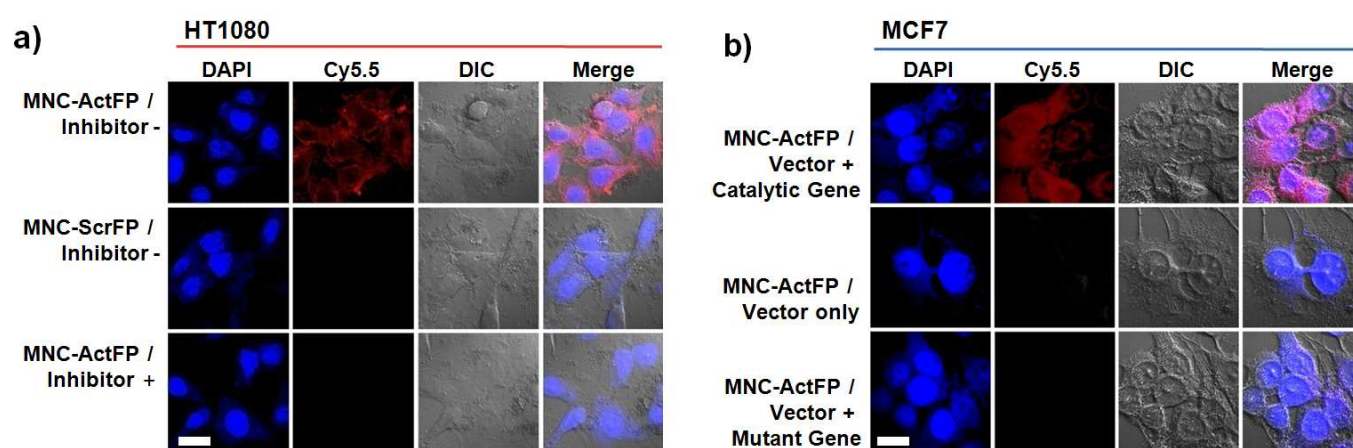 a)
HT1080
DAPI Cy5.5 DIC Merge
MNC-ActFP /
Inhibitor -
MNC-ScrFP /
Inhibitor -
MNC-ActFP /
Inhibitor +
b)
MCF7
DAPI Cy5.5 DIC Merge
MNC-ActFP /
Vector +
Catalytic Gene
MNC-ActFP /
Vector only
MNC-ActFP /
Vector +
Mutant Gene